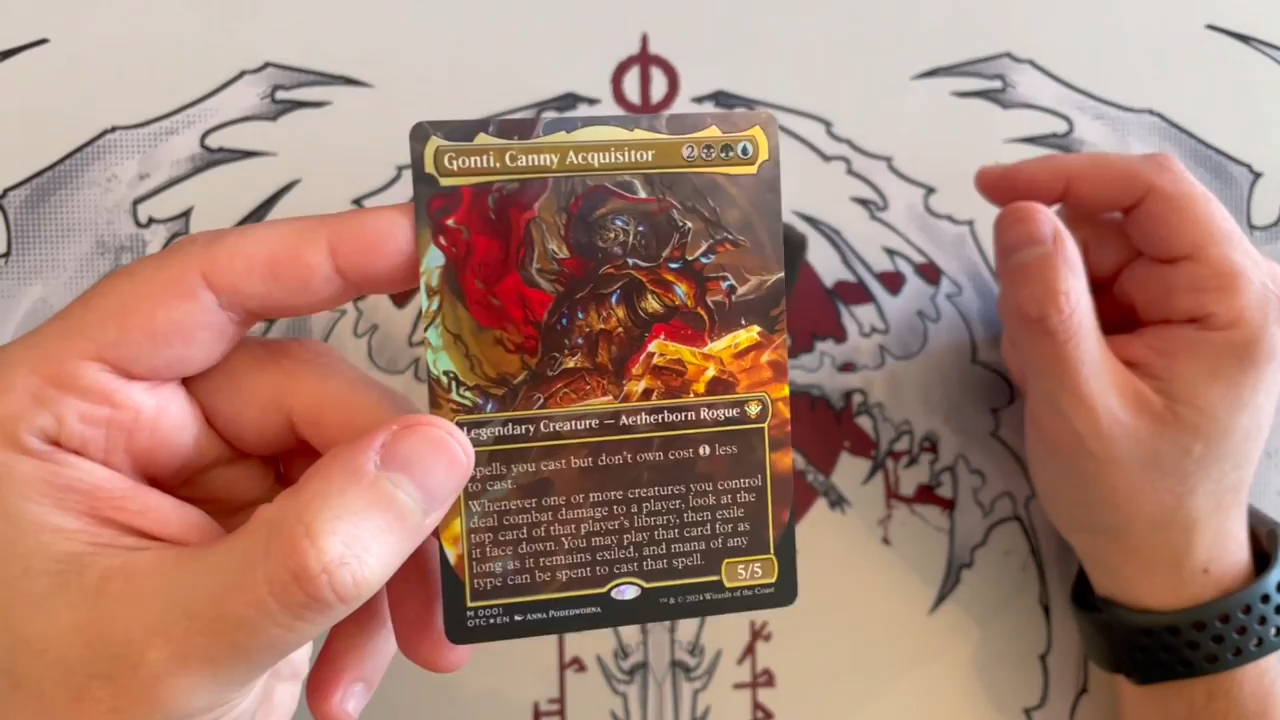 Gonti, Canny Acquisitor 2
Legendary Creature — Aetherborn Rogue
Spells you cast but don't own cost 1 less
to cast.
Whenever one or more creatures you control
deal combat damage to a player, look at the
top card of that player's library, then exile
it face down. You may play that card for as
long as it remains exiled, and mana of any
type can be spent to cast that spell.
5/5
M 0001
OTC★EN Anna Podedworna
™ & © 2024 Wizards of the Coast